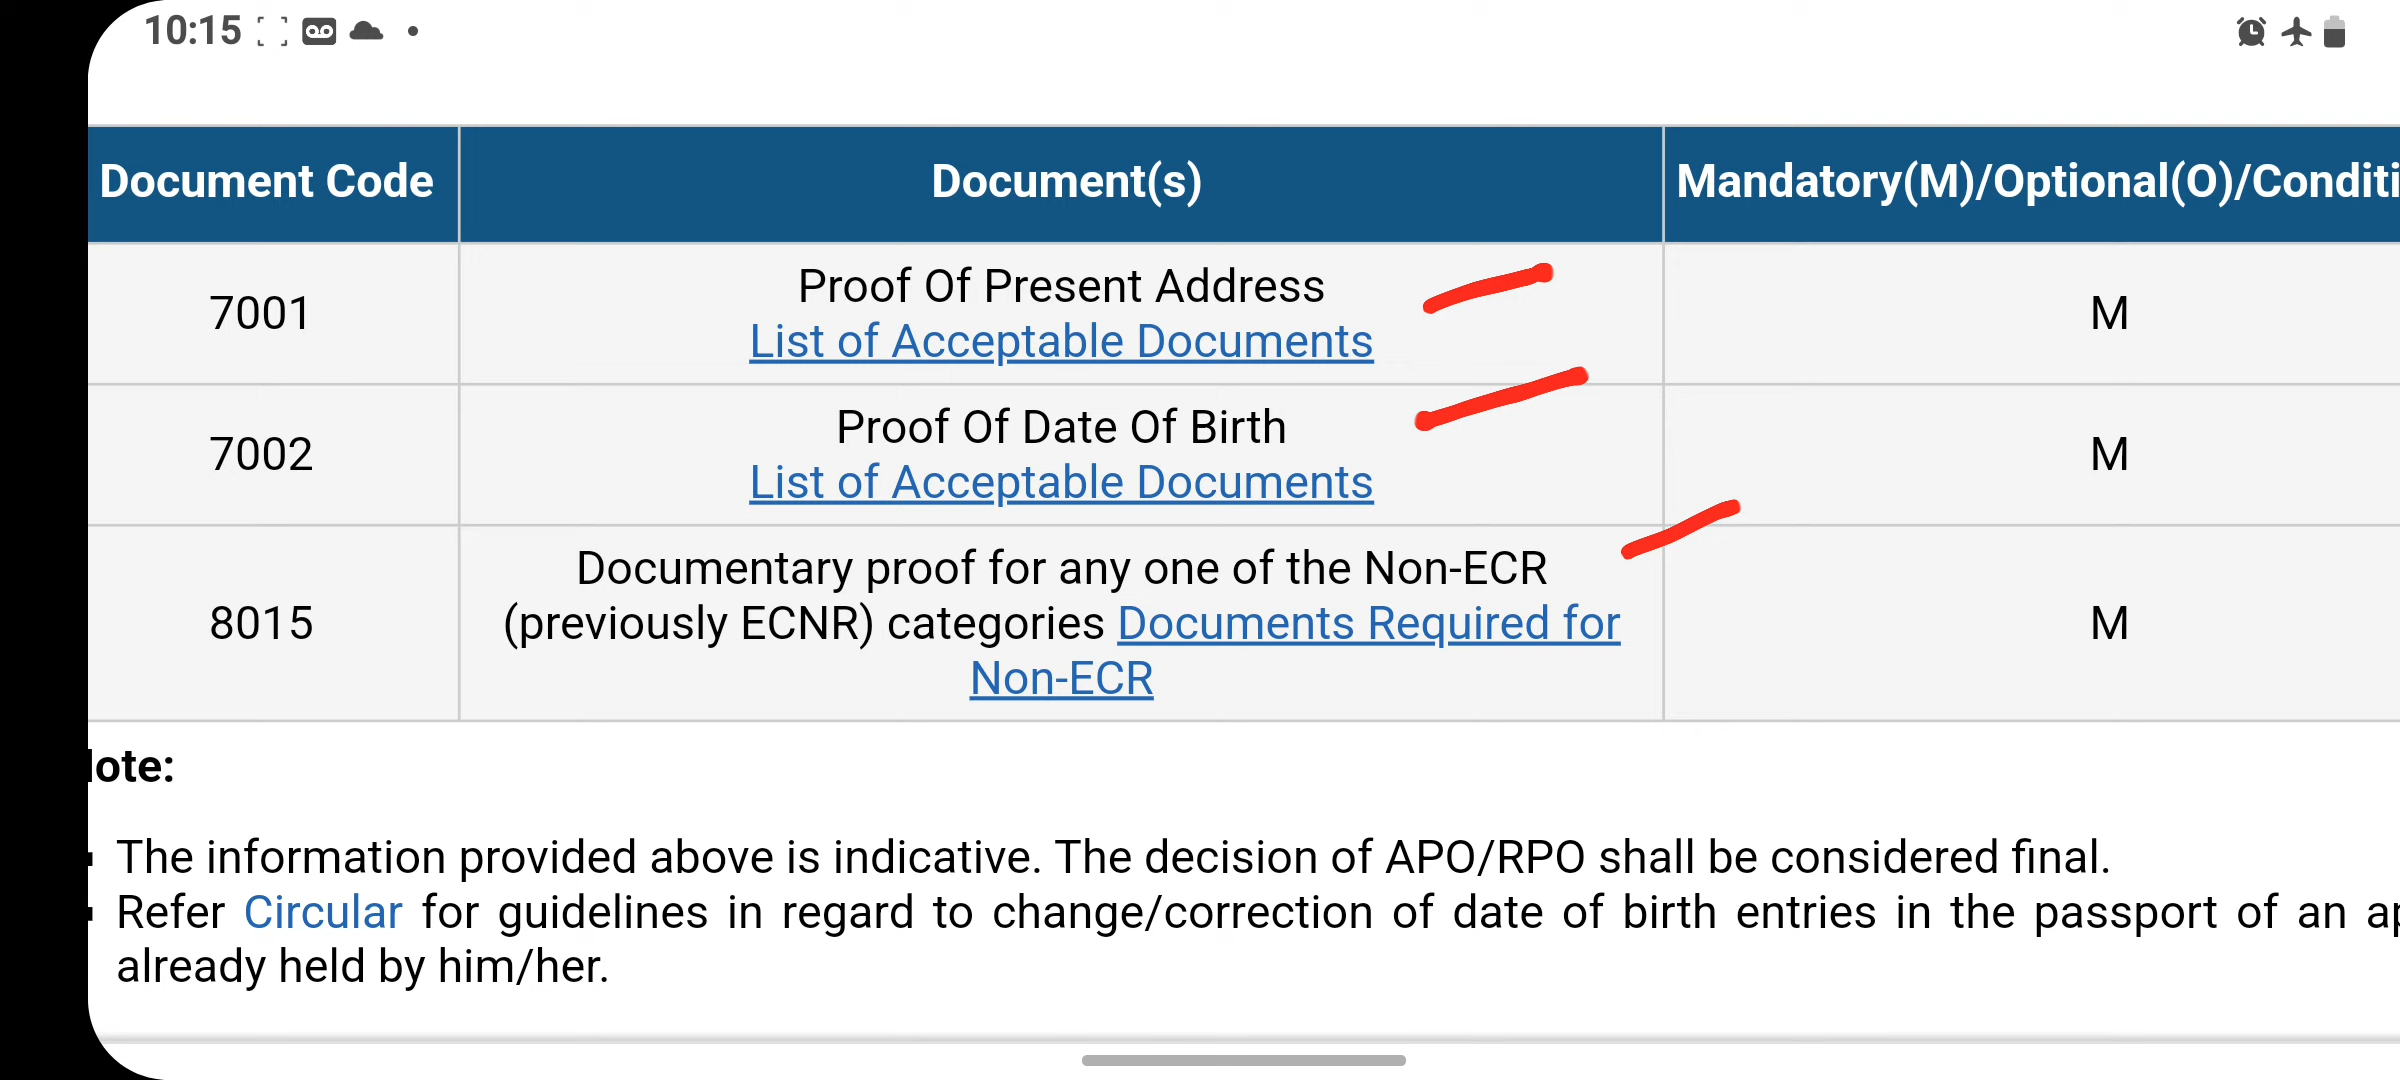 10:15
Document Code Document(s) Mandatory(M)/Optional(O)/Conditi
7001 Proof Of Present Address M
List of Acceptable Documents
7002 Proof Of Date Of Birth M
List of Acceptable Documents
8015 Documentary proof for any one of the Non-ECR M
(previously ECNR) categories Documents Required for
Non-ECR
ote:
The information provided above is indicative. The decision of APO/RPO shall be considered final.
Refer Circular for guidelines in regard to change/correction of date of birth entries in the passport of an ap
already held by him/her.